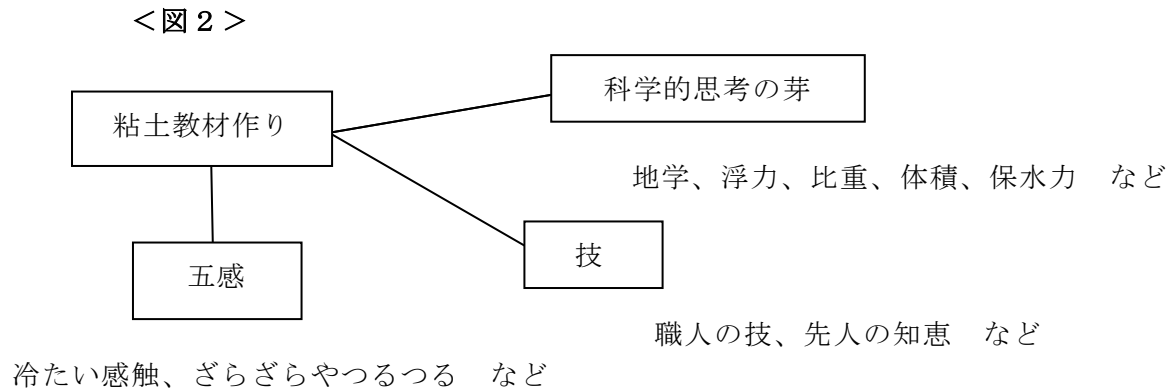 ＜図２＞
科学的思考の芽
粘土教材作り
地学、浮力、比重、体積、保水力　など
技
五感
職人の技、先人の知恵　など
冷たい感触、ざらざらやつるつる　など